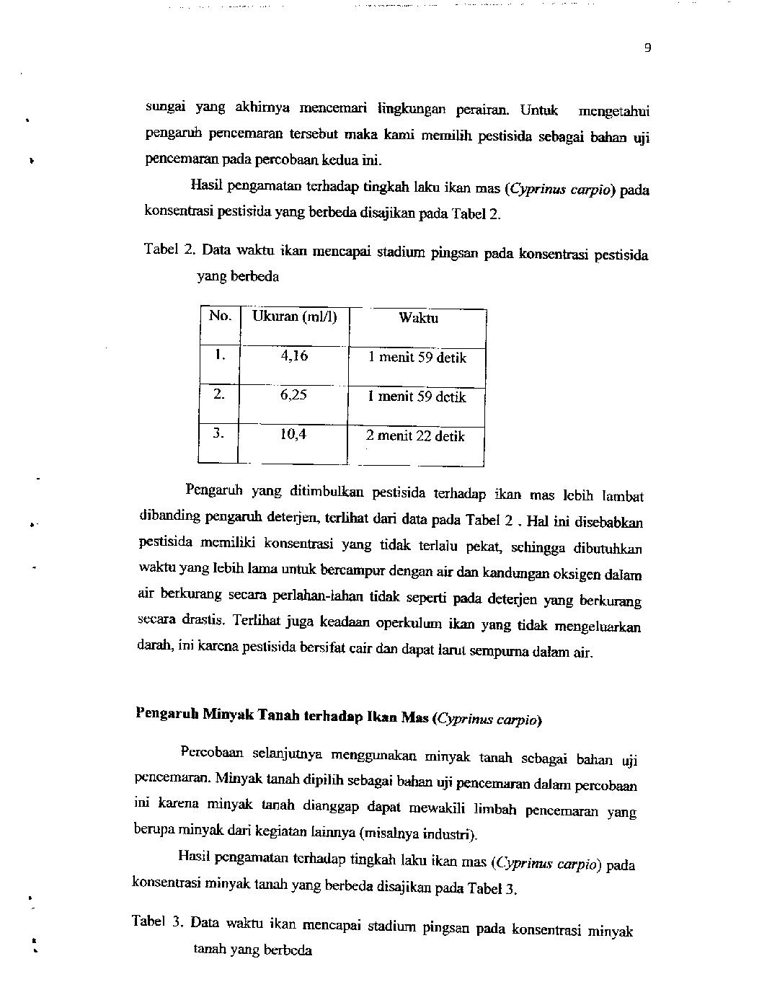 9
sungai yang akhirnya mencemari lingkungan perairan. Untuk mengetahui
pengaruh pencemaran tersebut maka kami memilih pestisida sebagai bahan uji
pencemaran pada percobaan kedua ini.
Hasil pengamatan terhadap tingkah laku ikan mas (Cyprinus carpio) pada
konsentrasi pestisida yang berbeda disajikan pada Tabel 2.
Tabel 2. Data waktu ikan mencapai stadium pingsan pada konsentrasi pestisida
yang berbeda
No. Ukuran (ml/l) Waktu
1. 4,16 1 menit 59 detik
2. 6,25 1 menit 59 detik
3. 10,4 2 menit 22 detik
Pengaruh yang ditimbulkan pestisida terhadap ikan mas lebih lambat
dibanding pengaruh deterjen, terlihat dari data pada Tabel 2 . Hal ini disebabkan
pestisida memiliki konsentrasi yang tidak terlalu pekat, sehingga dibutuhkan
waktu yang lebih lama untuk bercampur dengan air dan kandungan oksigen dalam
air berkurang secara perlahan-lahan tidak seperti pada deterjen yang berkurang
secara drastis. Terlihat juga keadaan operkulum ikan yang tidak mengeluarkan
darah, ini karena pestisida bersifat cair dan dapat larut sempurna dalam air.
Pengaruh Minyak Tanah terhadap Ikan Mas (Cyprinus carpio)
Percobaan selanjutnya menggunakan minyak tanah sebagai bahan uji
pencemaran. Minyak tanah dipilih sebagai bahan uji pencemaran dalam percobaan
ini karena minyak tanah dianggap dapat mewakili limbah pencemaran yang
berupa minyak dari kegiatan lainnya (misalnya industri).
Hasil pengamatan terhadap tingkah laku ikan mas (Cyprinus carpio) pada
konsentrasi minyak tanah yang berbeda disajikan pada Tabel 3.
Tabel 3. Data waktu ikan mencapai stadium pingsan pada konsentrasi minyak
tanah yang berbeda